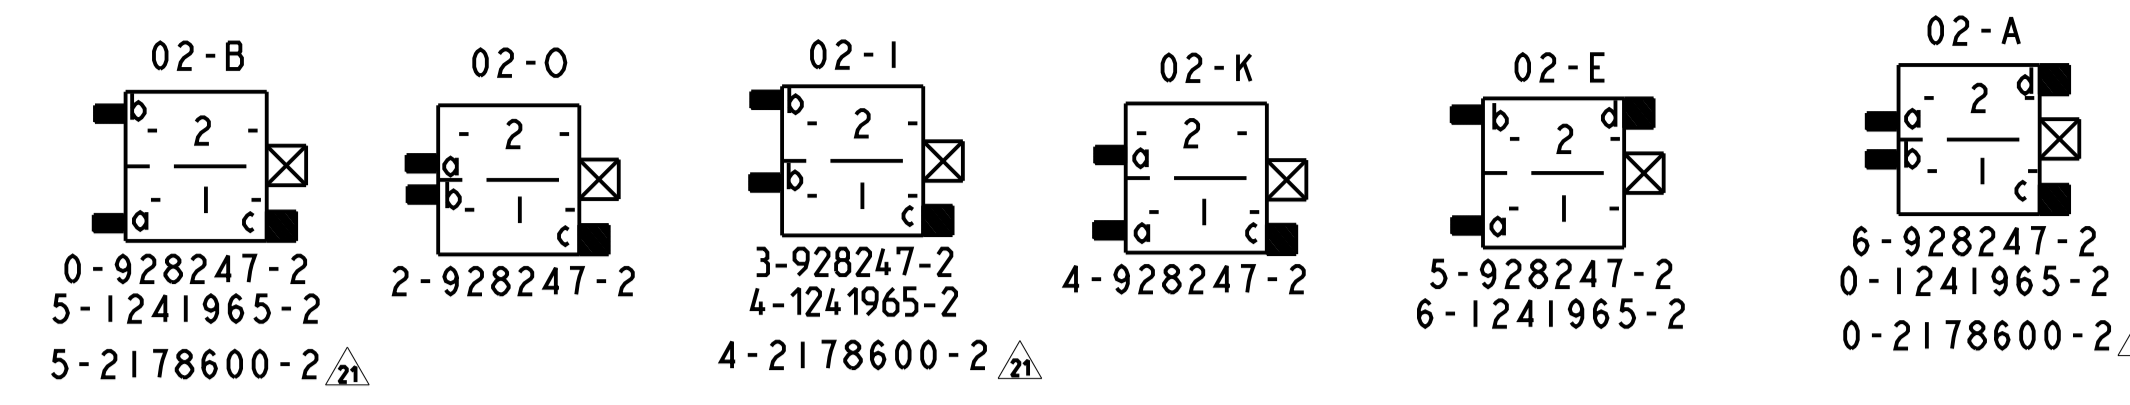 02-B
b
2
1
a
c
0-928247-2
5-1241965-2
5-2178600-2 21
02-O
2
a
b
1
c
2-928247-2
02-I
b
2
b
1
c
3-928247-2
4-1241965-2
4-2178600-2 21
02-K
2
a
1
a
c
4-928247-2
02-E
b
d
2
1
a
5-928247-2
6-1241965-2
02-A
d
2
a
b
1
c
6-928247-2
0-1241965-2
0-2178600-2